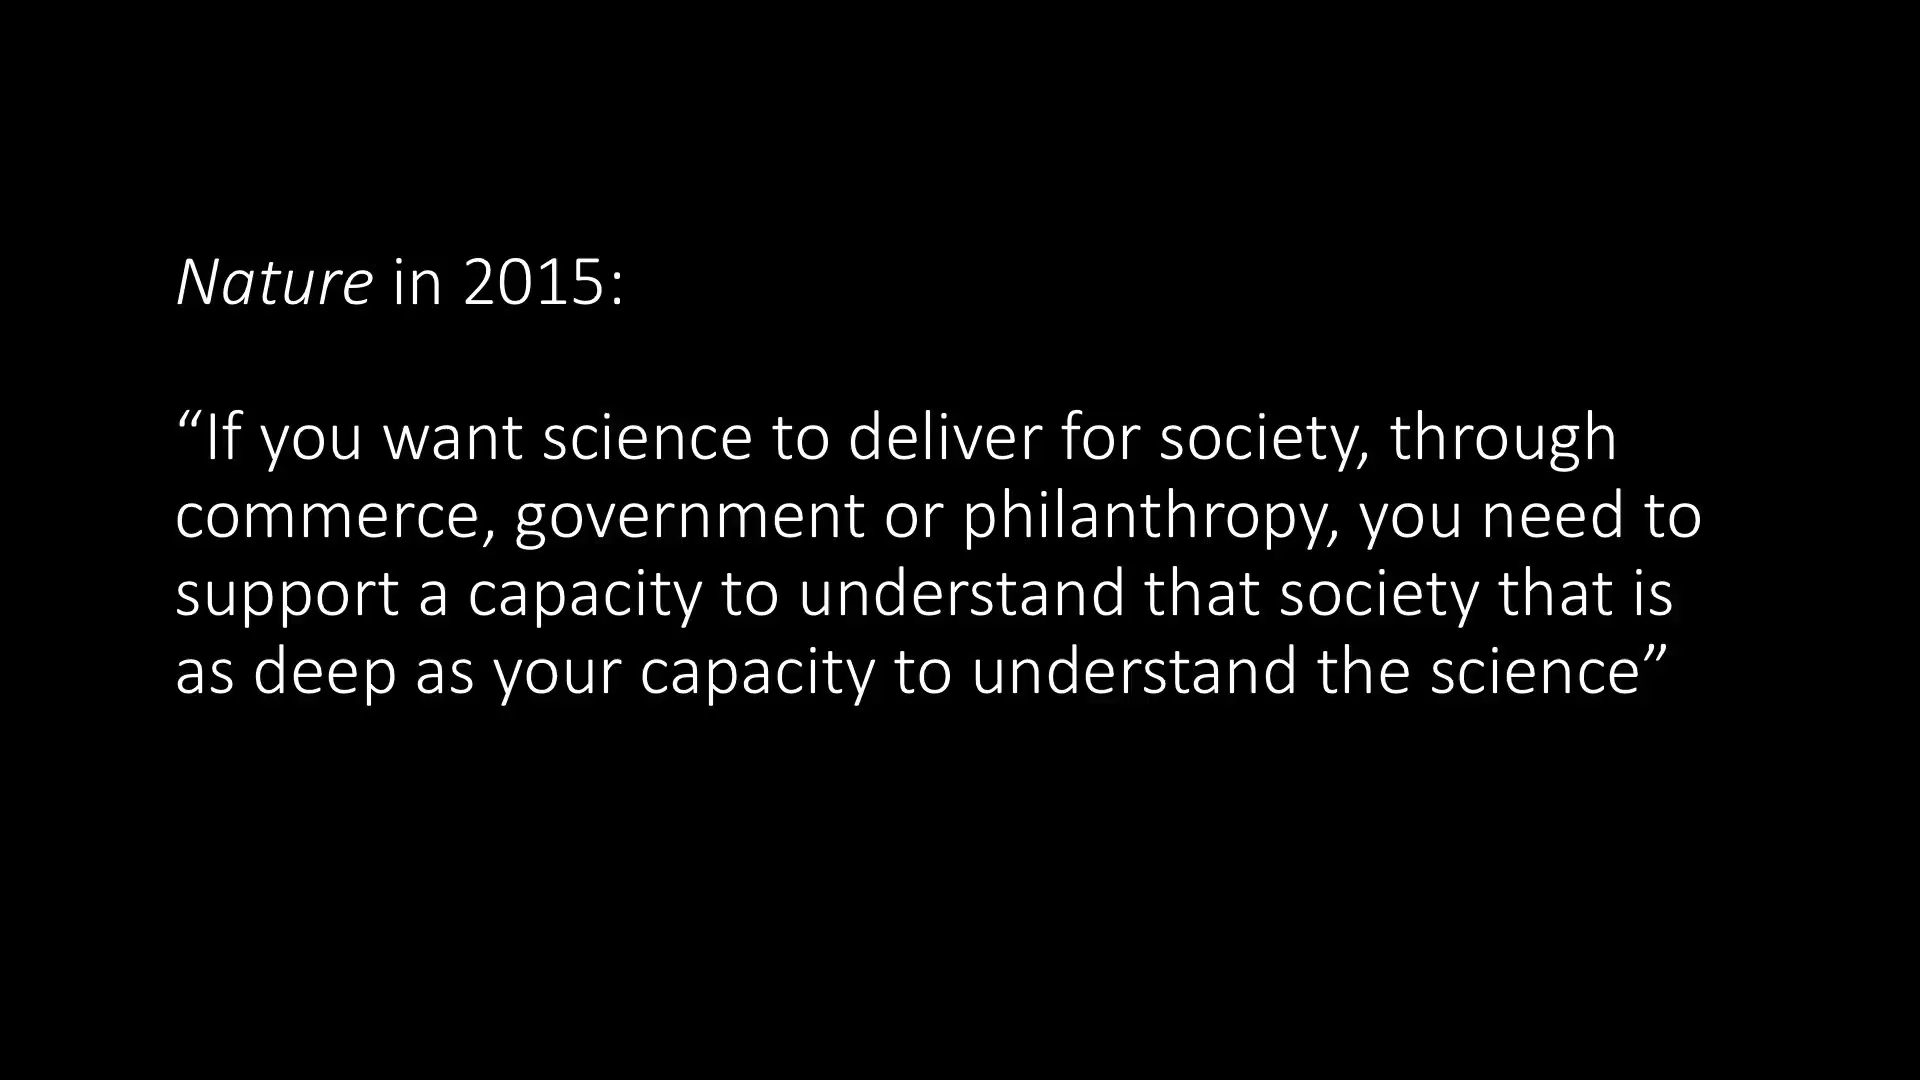 Nature in 2015:
“If you want science to deliver for society, through
commerce, government or philanthropy, you need to
support a capacity to understand that society that is
as deep as your capacity to understand the science”